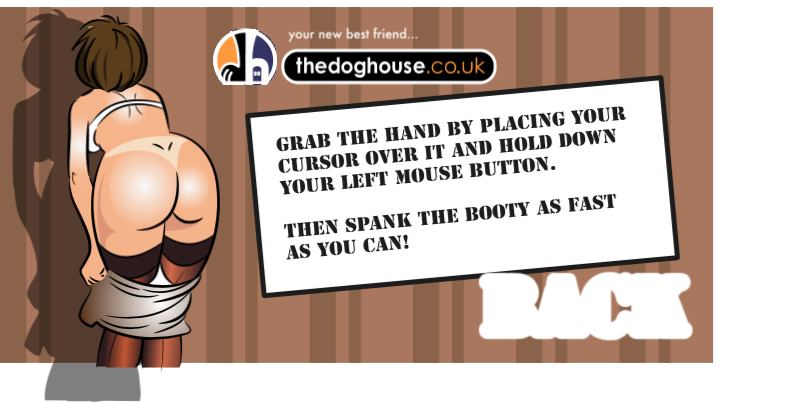 your new best friend...
thedoghouse.co.uk
GRAB THE HAND BY PLACING YOUR
CURSOR OVER IT AND HOLD DOWN
YOUR LEFT MOUSE BUTTON.
THEN SPANK THE BOOTY AS FAST
AS YOU CAN!
BACK